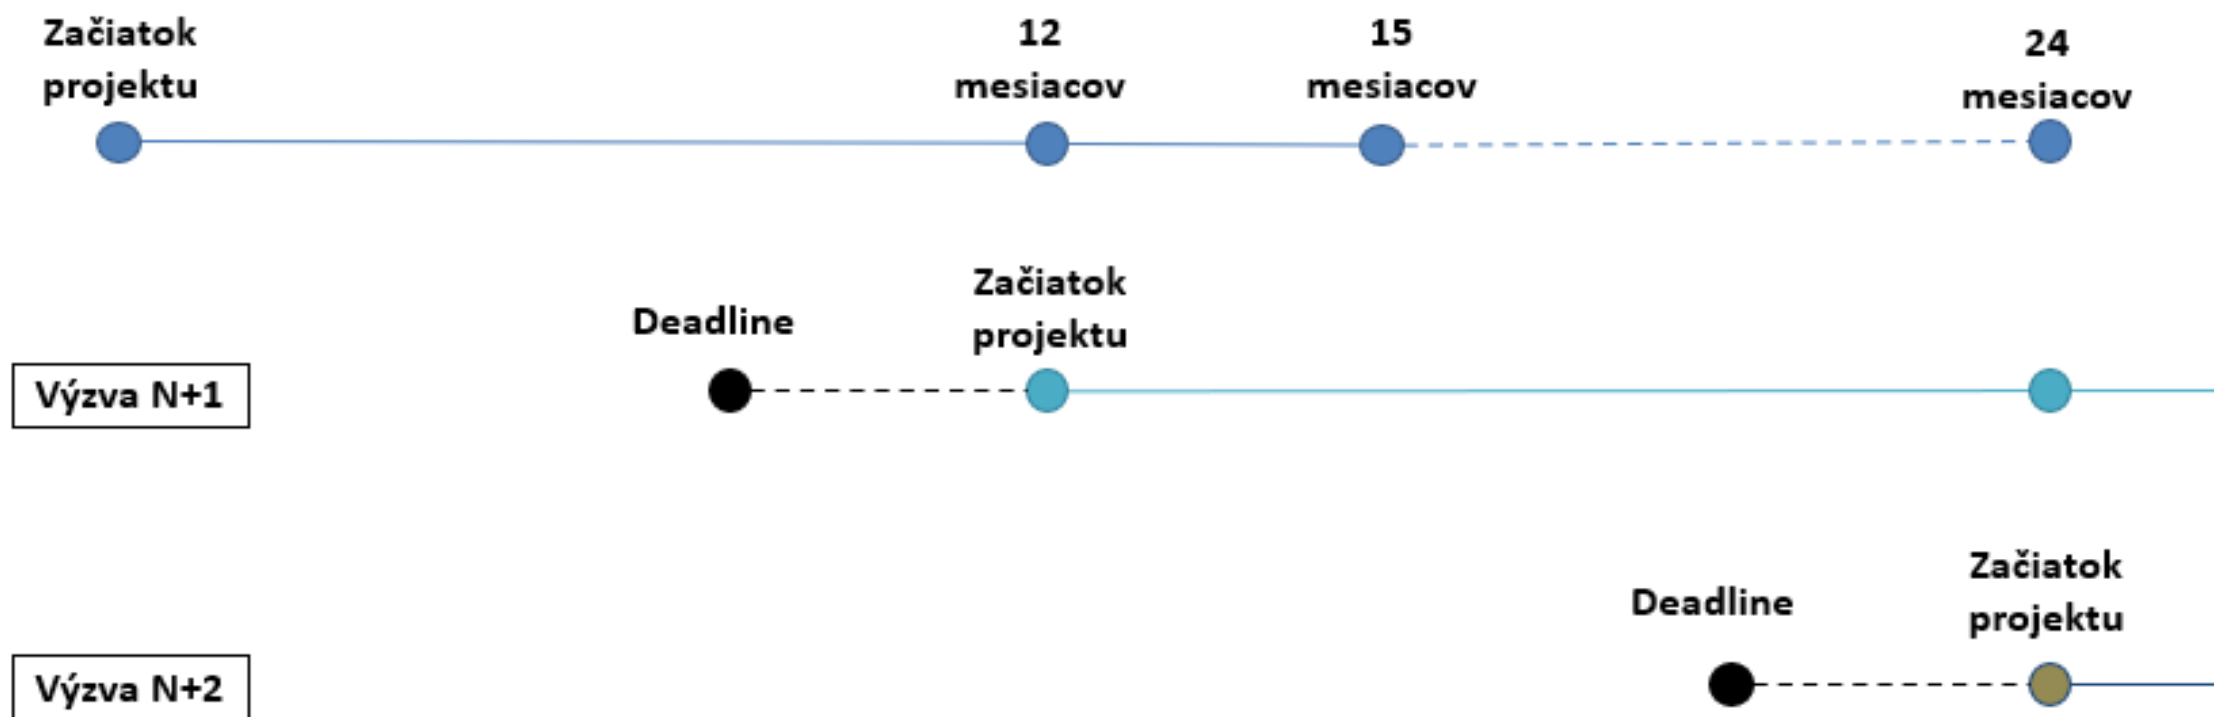 Začiatok
projektu
12
mesiacov
15
mesiacov
24
mesiacov
Začiatok
projektu
Deadline
Výzva N+1
Začiatok
projektu
Deadline
Výzva N+2